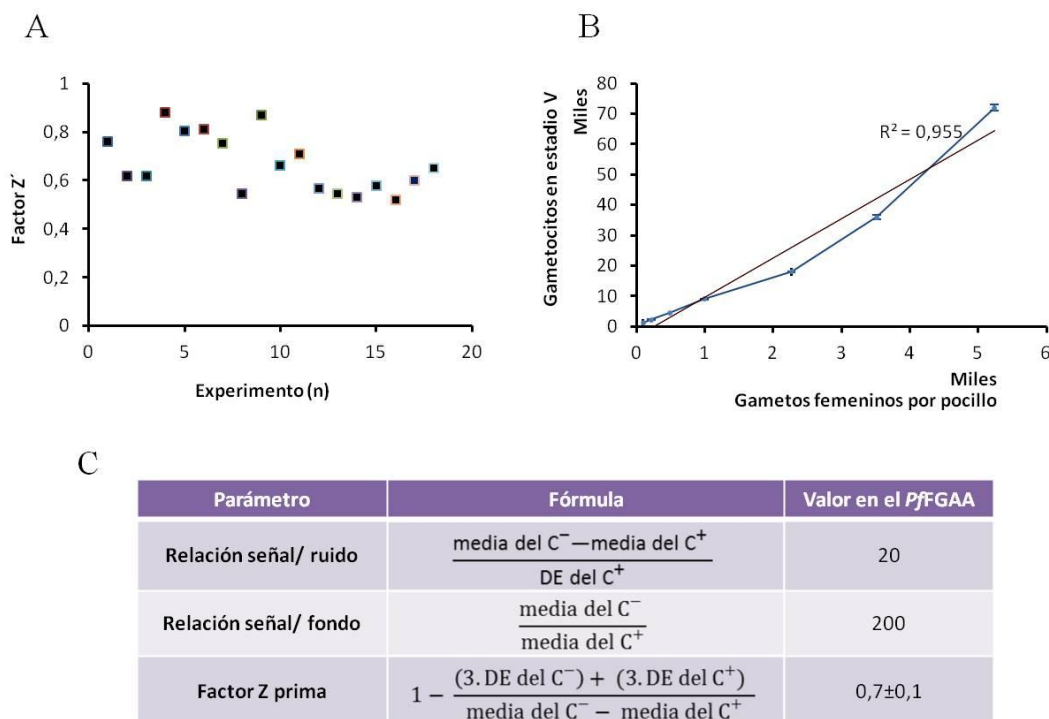 A
1
0,8
0,6
0,4
0,2
0
0
5
10
15
20
Factor Z´
Experimento (n)
B
80
70
60
50
40
30
20
10
0
0
1
2
3
4
5
6
Gametocitos en estadio V
Miles
R² = 0,955
Miles
Gametos femeninos por pocillo
C
Parámetro
Fórmula
Valor en el PfFGAA
Relación señal/ ruido
media del C⁻—media del C⁺
DE del C⁺
20
Relación señal/ fondo
media del C⁻
media del C⁺
200
Factor Z prima
1 − (3. DE del C⁻) + (3. DE del C⁺)
media del C⁻ − media del C⁺
0,7±0,1